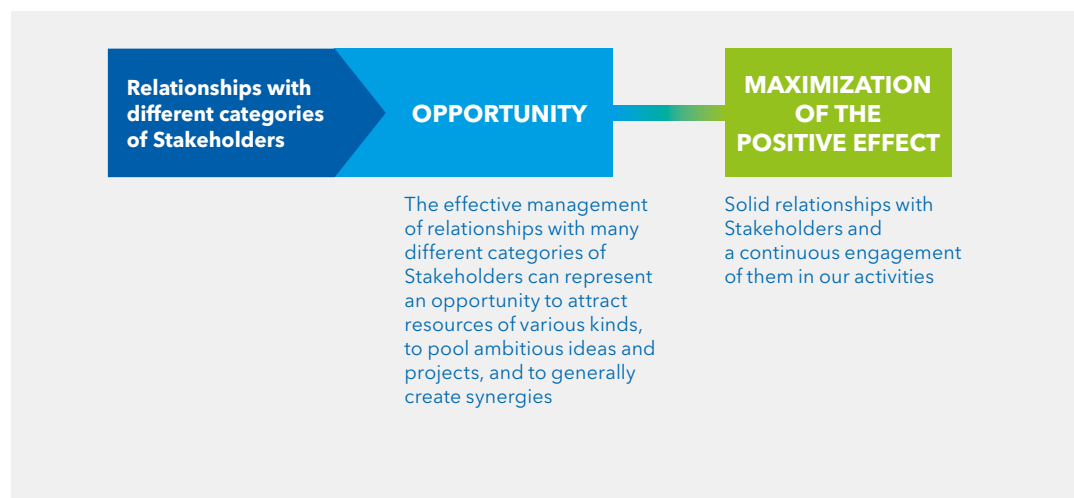 Relationships with
different categories
of Stakeholders
OPPORTUNITY
MAXIMIZATION
OF THE
POSITIVE EFFECT
The effective management
of relationships with many
different categories of
Stakeholders can represent
an opportunity to attract
resources of various kinds,
to pool ambitious ideas and
projects, and to generally
create synergies
Solid relationships with
Stakeholders and
a continuous engagement
of them in our activities